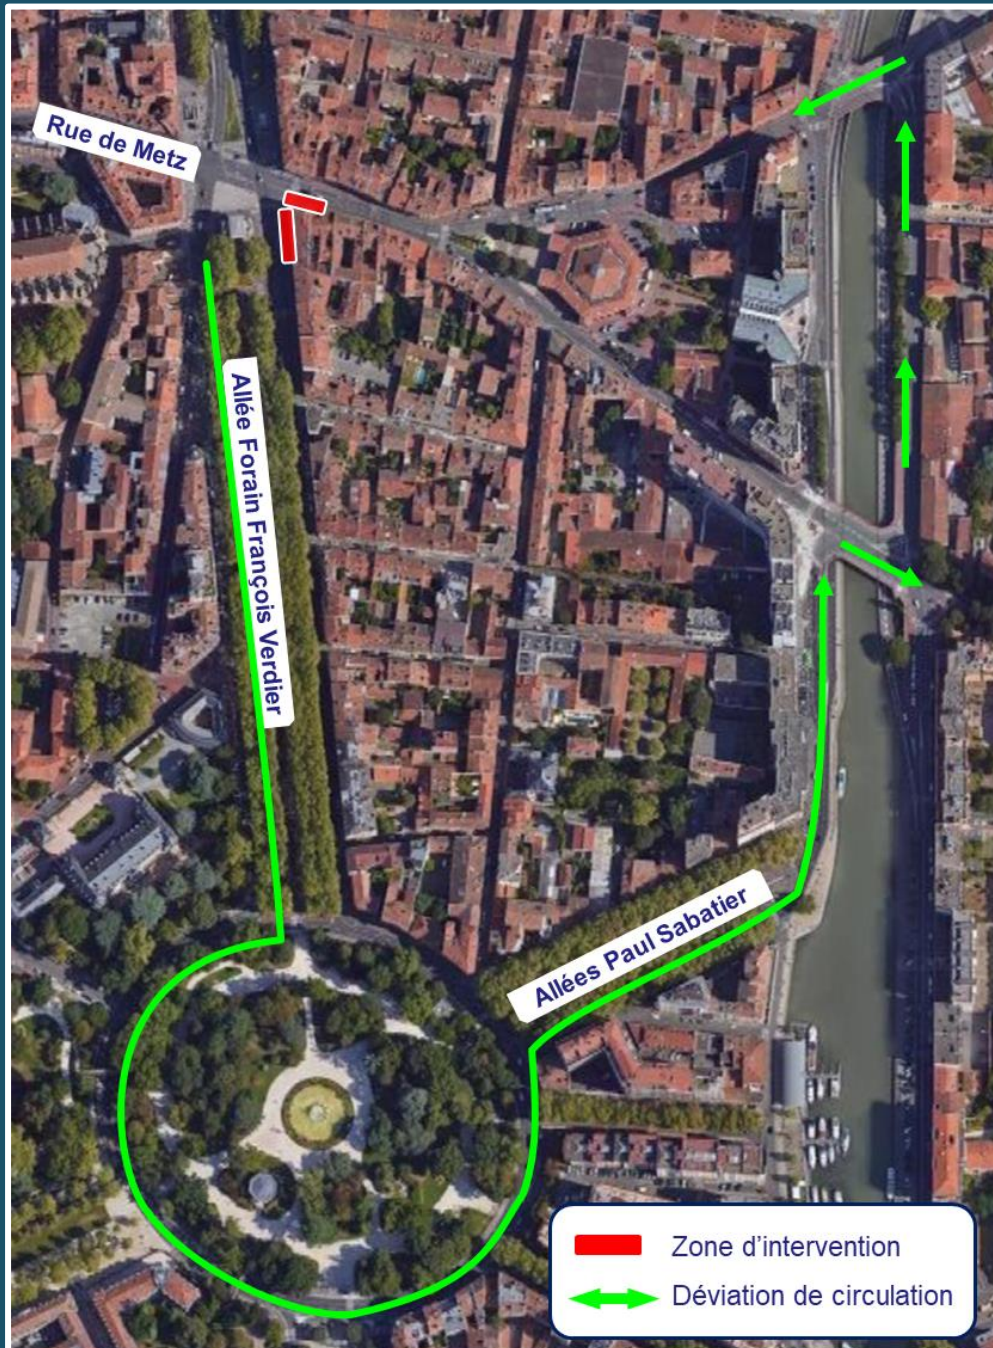 Rue de Metz
Allée Forain François Verdier
Allées Paul Sabatier
Zone d'intervention
Déviation de circulation